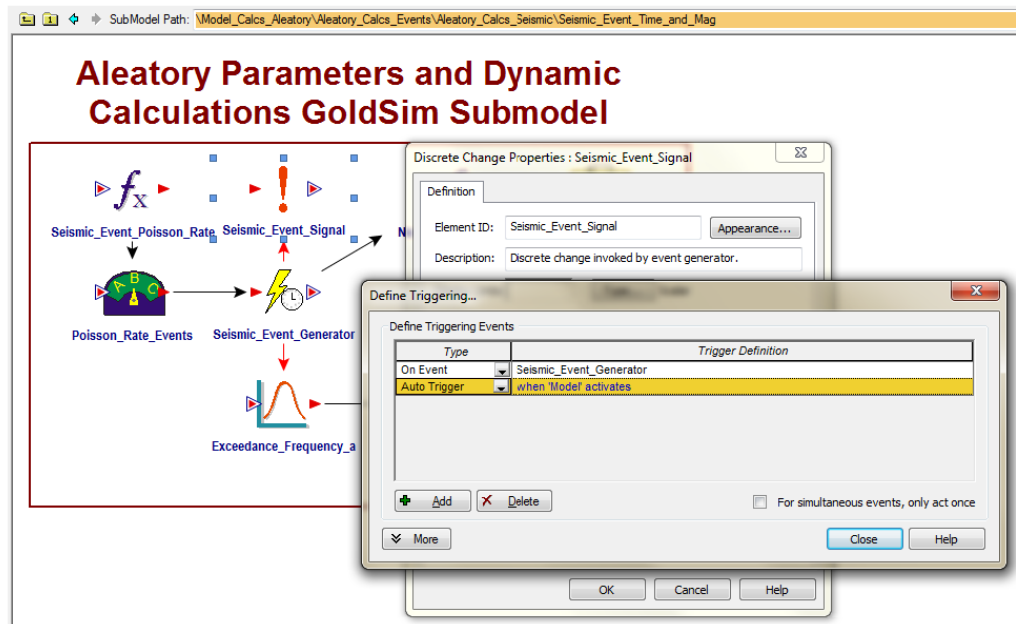 SubModel Path: \Model_Calcs_Aleatory\Aleatory_Calcs_Events\Aleatory_Calcs_Seismic\Seismic_Event_Time_and_Mag
Aleatory Parameters and Dynamic
Calculations GoldSim Submodel
Discrete Change Properties : Seismic_Event_Signal
Definition
Element ID: Seismic_Event_Signal Appearance...
Description: Discrete change invoked by event generator.
fx
Seismic_Event_Poisson_Rate Seismic_Event_Signal N
A B C
Poisson_Rate_Events Seismic_Event_Generator
Exceedance_Frequency_a
Define Triggering...
Define Triggering Events
Type Trigger Definition
On Event Seismic_Event_Generator
Auto Trigger when 'Model' activates
Add Delete For simultaneous events, only act once
More Close Help
OK Cancel Help